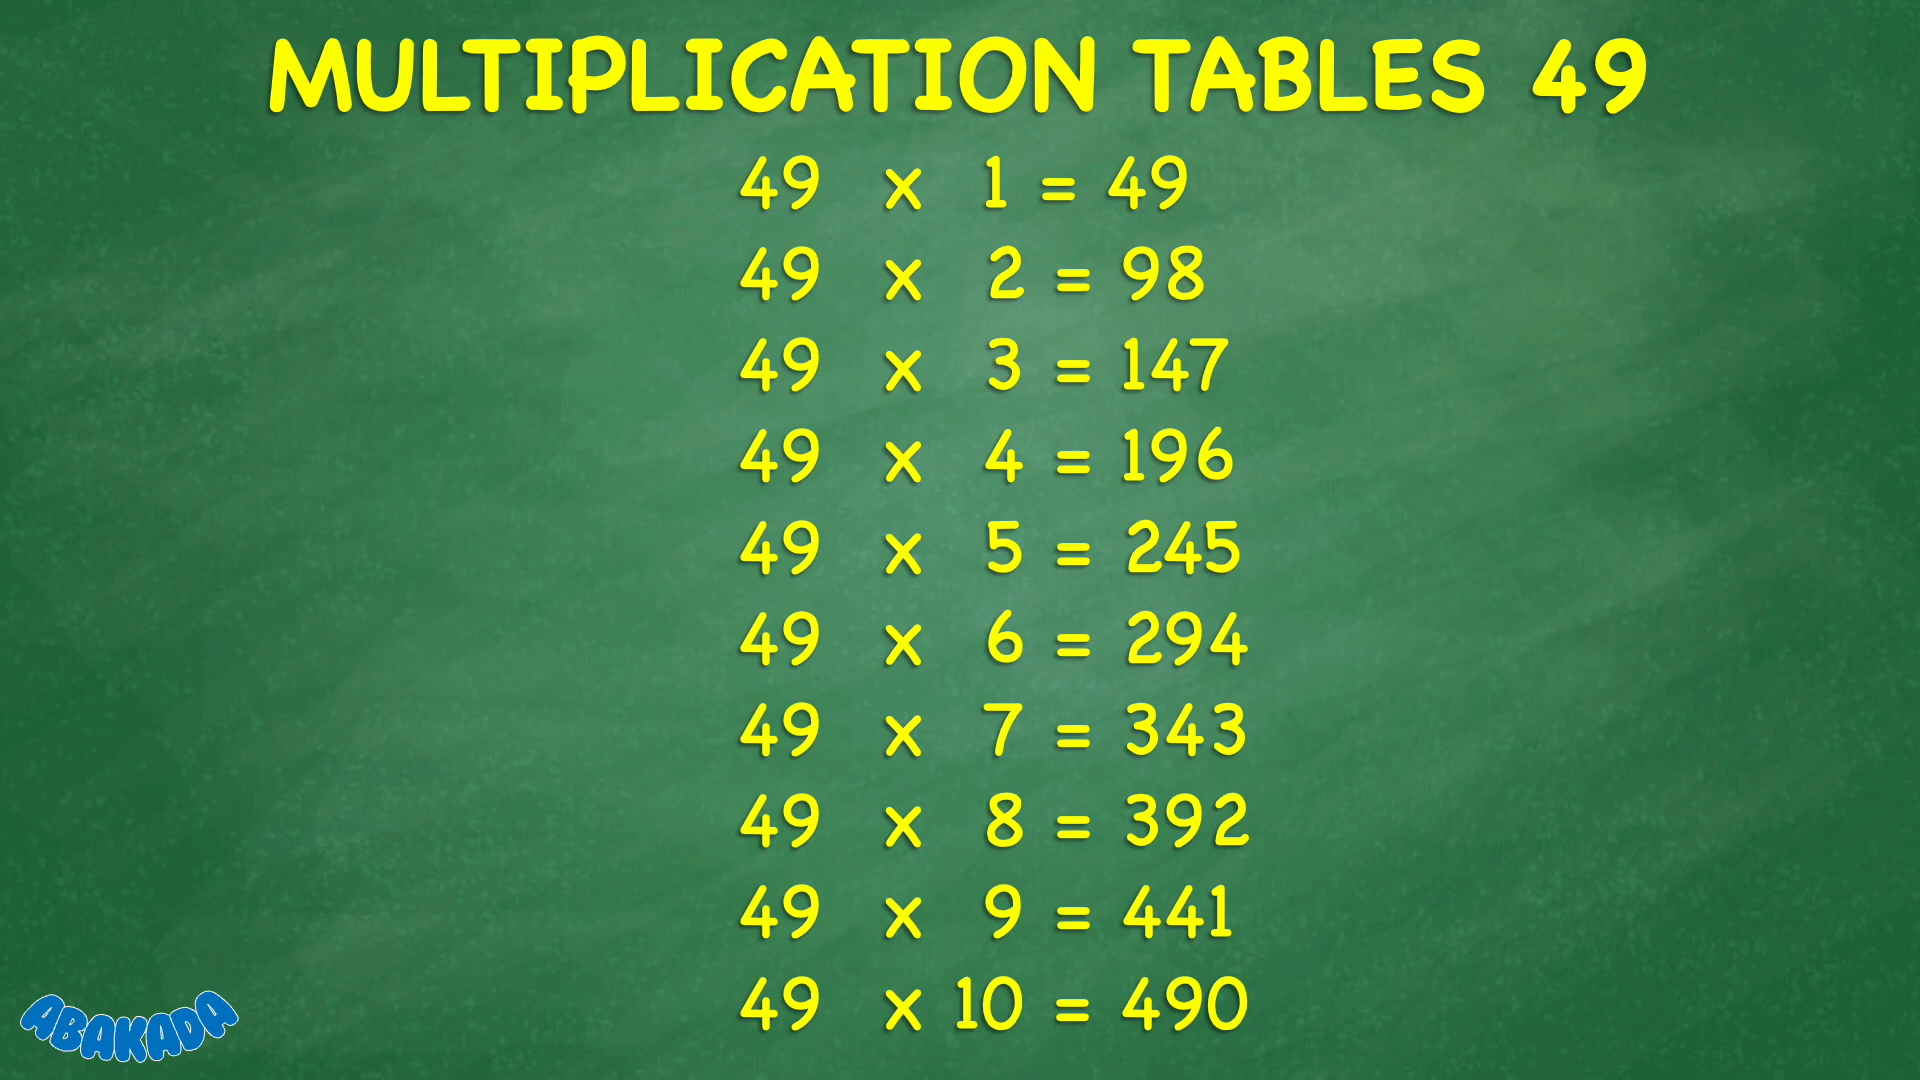 MULTIPLICATION TABLES 49
49 x 1 = 49
49 x 2 = 98
49 x 3 = 147
49 x 4 = 196
49 x 5 = 245
49 x 6 = 294
49 x 7 = 343
49 x 8 = 392
49 x 9 = 441
49 x 10 = 490
ABAKADA